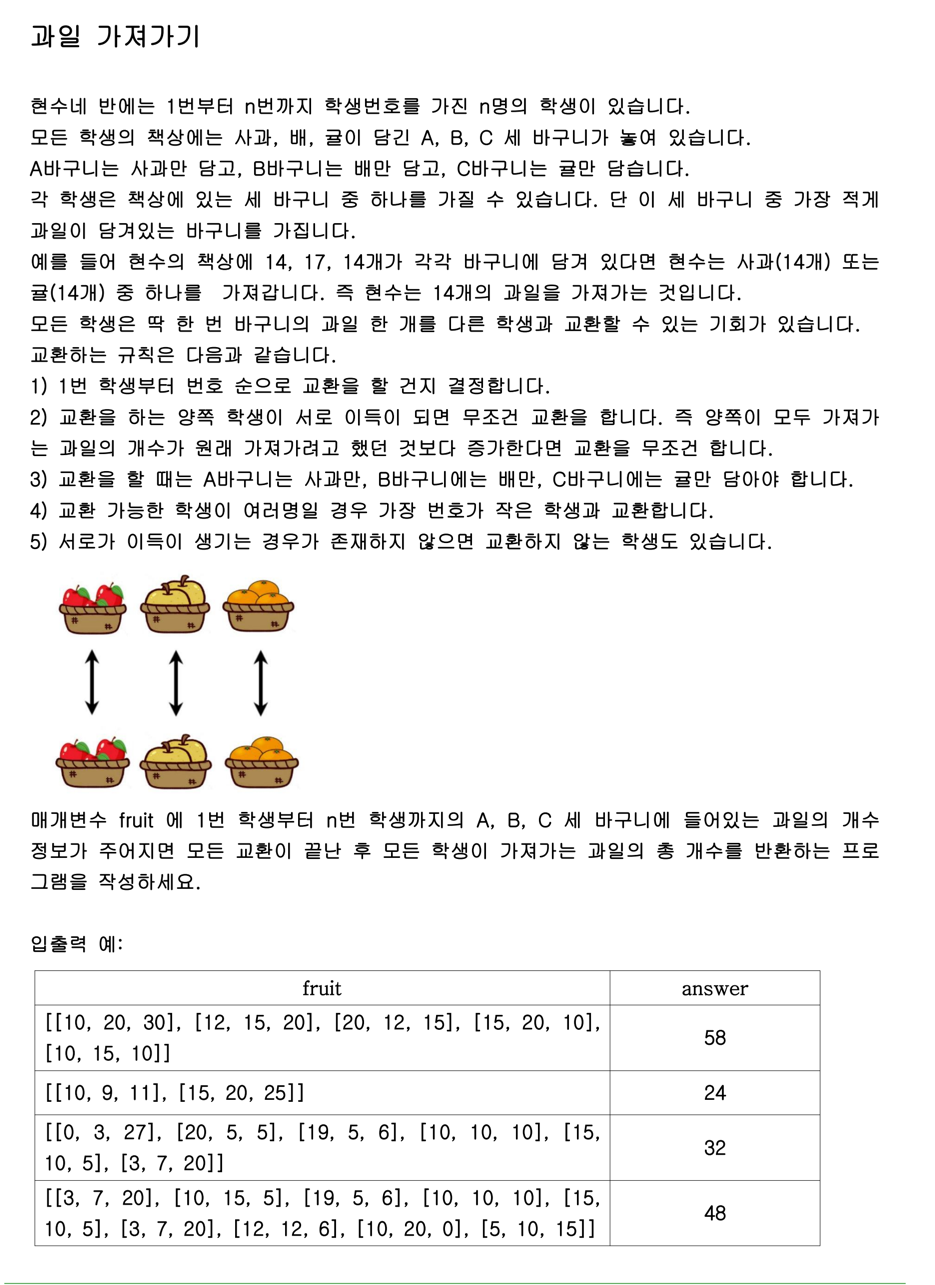 과일 가져가기
현수네 반에는 1번부터 n번까지 학생번호를 가진 n명의 학생이 있습니다.
모든 학생의 책상에는 사과, 배, 귤이 담긴 A, B, C 세 바구니가 놓여 있습니다.
A바구니는 사과만 담고, B바구니는 배만 담고, C바구니는 귤만 담습니다.
각 학생은 책상에 있는 세 바구니 중 하나를 가질 수 있습니다. 단 이 세 바구니 중 가장 적게
과일이 담겨있는 바구니를 가집니다.
예를 들어 현수의 책상에 14, 17, 14개가 각각 바구니에 담겨 있다면 현수는 사과(14개) 또는
귤(14개) 중 하나를 가져갑니다. 즉 현수는 14개의 과일을 가져가는 것입니다.
모든 학생은 딱 한 번 바구니의 과일 한 개를 다른 학생과 교환할 수 있는 기회가 있습니다.
교환하는 규칙은 다음과 같습니다.
1) 1번 학생부터 번호 순으로 교환을 할 건지 결정합니다.
2) 교환을 하는 양쪽 학생이 서로 이득이 되면 무조건 교환을 합니다. 즉 양쪽이 모두 가져가
는 과일의 개수가 원래 가져가려고 했던 것보다 증가한다면 교환을 무조건 합니다.
3) 교환을 할 때는 A바구니는 사과만, B바구니에는 배만, C바구니에는 귤만 담아야 합니다.
4) 교환 가능한 학생이 여러명일 경우 가장 번호가 작은 학생과 교환합니다.
5) 서로가 이득이 생기는 경우가 존재하지 않으면 교환하지 않는 학생도 있습니다.
매개변수 fruit 에 1번 학생부터 n번 학생까지의 A, B, C 세 바구니에 들어있는 과일의 개수
정보가 주어지면 모든 교환이 끝난 후 모든 학생이 가져가는 과일의 총 개수를 반환하는 프로
그램을 작성하세요.
입출력 예:
fruit answer
[[10, 20, 30], [12, 15, 20], [20, 12, 15], [15, 20, 10],
[10, 15, 10]] 58
[[10, 9, 11], [15, 20, 25]] 24
[[0, 3, 27], [20, 5, 5], [19, 5, 6], [10, 10, 10], [15,
10, 5], [3, 7, 20]] 32
[[3, 7, 20], [10, 15, 5], [19, 5, 6], [10, 10, 10], [15,
10, 5], [3, 7, 20], [12, 12, 6], [10, 20, 0], [5, 10, 15]] 48